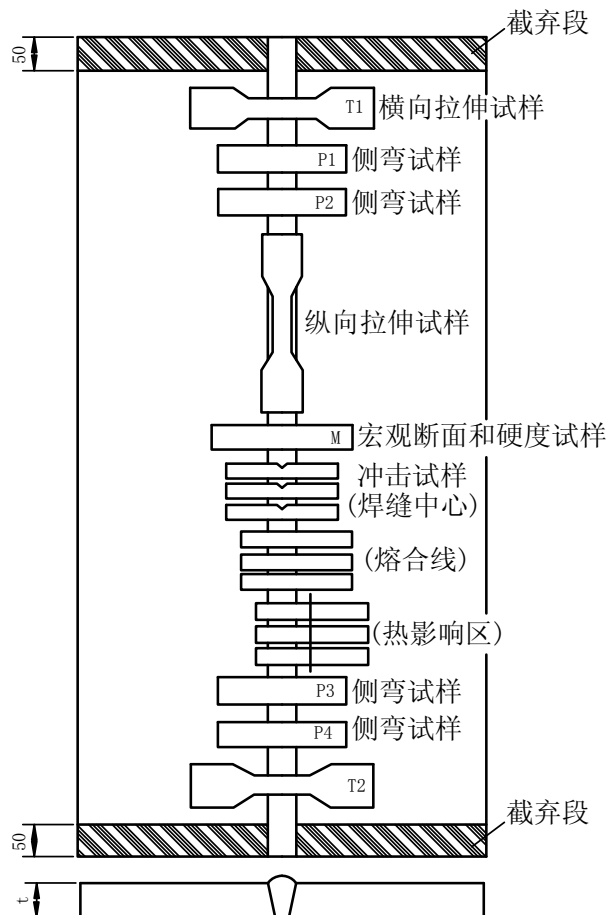 截弃段
50
T1 横向拉伸试样
P1 侧弯试样
P2 侧弯试样
纵向拉伸试样
M 宏观断面和硬度试样
冲击试样
(焊缝中心)
(熔合线)
(热影响区)
P3 侧弯试样
P4 侧弯试样
T2
截弃段
50
t